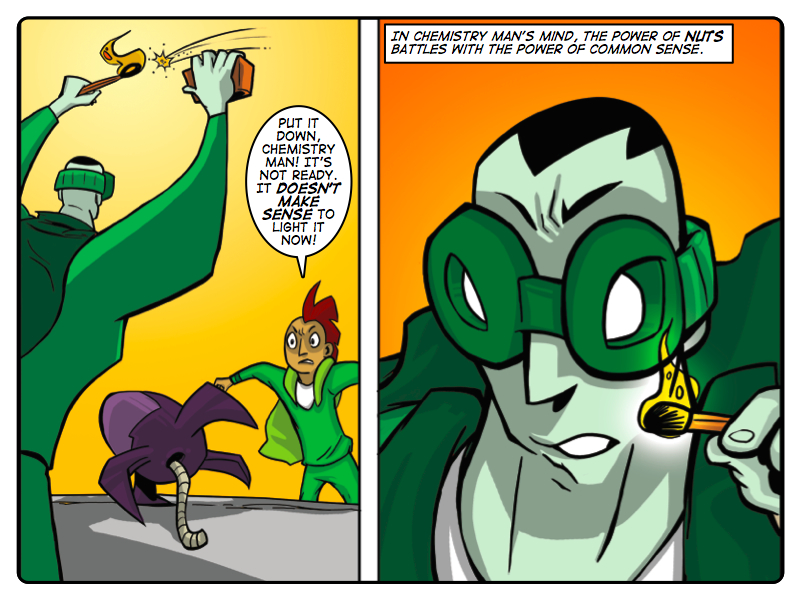 PUT IT
DOWN,
CHEMISTRY
MAN! IT'S
NOT READY.
IT DOESN'T
MAKE
SENSE TO
LIGHT IT
NOW!
IN CHEMISTRY MAN'S MIND, THE POWER OF NUTS
BATTLES WITH THE POWER OF COMMON SENSE.